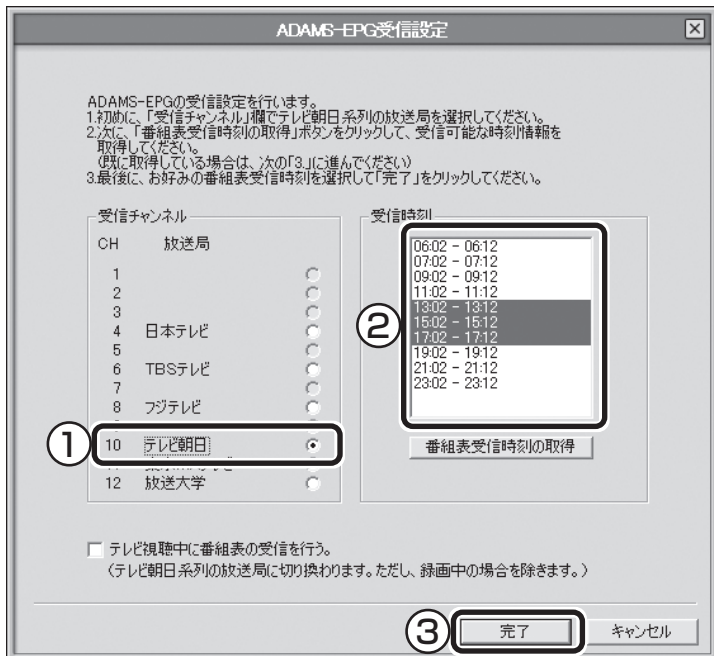 ADAMS-EPG受信設定
ADAMS-EPGの受信設定を行います。
1.初めに、「受信チャンネル」欄でテレビ朝日系列の放送局を選択してください。
2.次に、「番組表受信時刻の取得」ボタンをクリックして、受信可能な時刻情報を
取得してください。
(既に取得している場合は、次の「3.」に進んでください)
3.最後に、お好みの番組表受信時刻を選択して「完了」をクリックしてください。
受信チャンネル
CH 放送局
1
2
3
4 日本テレビ
5
6 TBSテレビ
7
8 フジテレビ
① 10 テレビ朝日
12 放送大学
受信時刻
②
06:02 - 06:12
07:02 - 07:12
09:02 - 09:12
11:02 - 11:12
13:02 - 13:12
15:02 - 15:12
17:02 - 17:12
19:02 - 19:12
21:02 - 21:12
23:02 - 23:12
番組表受信時刻の取得
テレビ視聴中に番組表の受信を行う。
(テレビ朝日系列の放送局に切り換わります。ただし、録画中の場合を除きます。)
③ 完了 キャンセル